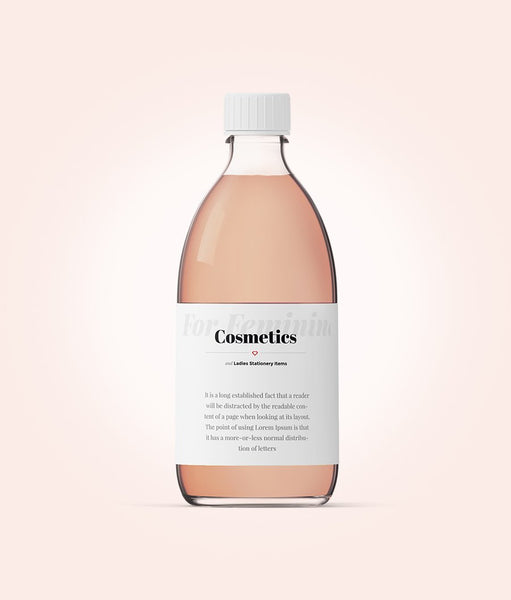 For Feminine
Cosmetics
and Ladies Stationery Items
It is a long established fact that a reader
will be distracted by the readable con-
tent of a page when looking at its layout.
The point of using Lorem Ipsum is that
it has a more-or-less normal distribu-
tion of letters